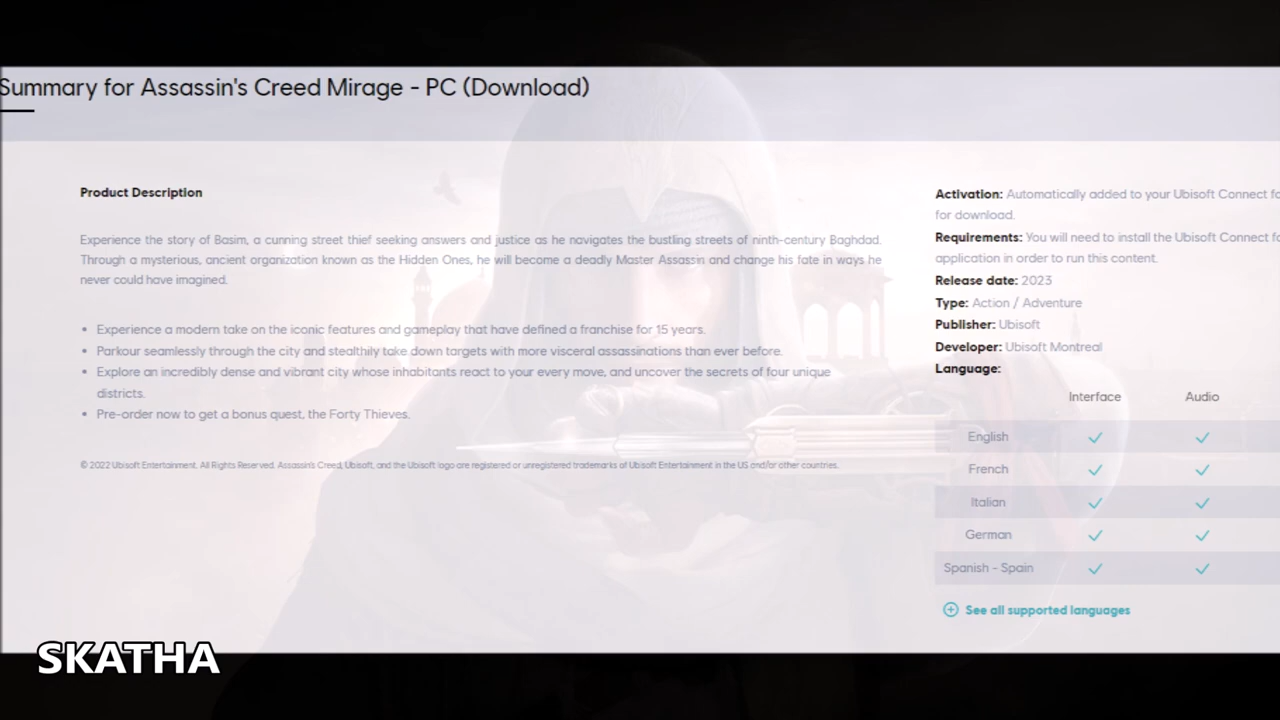 Summary for Assassin's Creed Mirage - PC (Download)
Product Description
Experience the story of Basim, a cunning street thief seeking answers and justice as he navigates the bustling streets of ninth-century Baghdad.
Through a mysterious, ancient organization known as the Hidden Ones, he will become a deadly Master Assassin and change his fate in ways he
never could have imagined.
• Experience a modern take on the iconic features and gameplay that have defined a franchise for 15 years.
• Parkour seamlessly through the city and stealthily take down targets with more visceral assassinations than ever before.
• Explore an incredibly dense and vibrant city whose inhabitants react to your every move, and uncover the secrets of four unique
districts.
• Pre-order now to get a bonus quest, the Forty Thieves.
© 2022 Ubisoft Entertainment. All Rights Reserved. Assassin's Creed, Ubisoft, and the Ubisoft logo are registered or unregistered trademarks of Ubisoft Entertainment in the US and/or other countries.
Activation: Automatically added to your Ubisoft Connect fo
for download.
Requirements: You will need to install the Ubisoft Connect fo
application in order to run this content.
Release date: 2023
Type: Action / Adventure
Publisher: Ubisoft
Developer: Ubisoft Montreal
Language:
Interface Audio
English
French
Italian
German
Spanish - Spain
See all supported languages
SKATHA